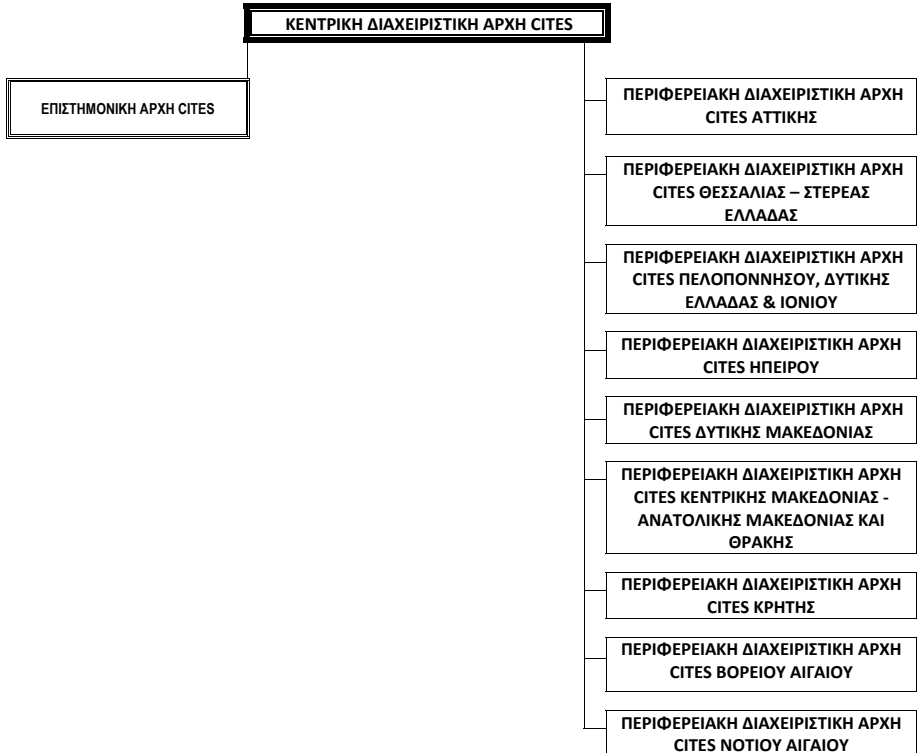 ΚΕΝΤΡΙΚΗ ΔΙΑΧΕΙΡΙΣΤΙΚΗ ΑΡΧΗ CITES
ΕΠΙΣΤΗΜΟΝΙΚΗ ΑΡΧΗ CITES
ΠΕΡΙΦΕΡΕΙΑΚΗ ΔΙΑΧΕΙΡΙΣΤΙΚΗ ΑΡΧΗ
CITES ΑΤΤΙΚΗΣ
ΠΕΡΙΦΕΡΕΙΑΚΗ ΔΙΑΧΕΙΡΙΣΤΙΚΗ ΑΡΧΗ
CITES ΘΕΣΣΑΛΙΑΣ – ΣΤΕΡΕΑΣ
ΕΛΛΑΔΑΣ
ΠΕΡΙΦΕΡΕΙΑΚΗ ΔΙΑΧΕΙΡΙΣΤΙΚΗ ΑΡΧΗ
CITES ΠΕΛΟΠΟΝΝΗΣΟΥ, ΔΥΤΙΚΗΣ
ΕΛΛΑΔΑΣ & ΙΟΝΙΟΥ
ΠΕΡΙΦΕΡΕΙΑΚΗ ΔΙΑΧΕΙΡΙΣΤΙΚΗ ΑΡΧΗ
CITES ΗΠΕΙΡΟΥ
ΠΕΡΙΦΕΡΕΙΑΚΗ ΔΙΑΧΕΙΡΙΣΤΙΚΗ ΑΡΧΗ
CITES ΔΥΤΙΚΗΣ ΜΑΚΕΔΟΝΙΑΣ
ΠΕΡΙΦΕΡΕΙΑΚΗ ΔΙΑΧΕΙΡΙΣΤΙΚΗ ΑΡΧΗ
CITES ΚΕΝΤΡΙΚΗΣ ΜΑΚΕΔΟΝΙΑΣ -
ΑΝΑΤΟΛΙΚΗΣ ΜΑΚΕΔΟΝΙΑΣ ΚΑΙ
ΘΡΑΚΗΣ
ΠΕΡΙΦΕΡΕΙΑΚΗ ΔΙΑΧΕΙΡΙΣΤΙΚΗ ΑΡΧΗ
CITES ΚΡΗΤΗΣ
ΠΕΡΙΦΕΡΕΙΑΚΗ ΔΙΑΧΕΙΡΙΣΤΙΚΗ ΑΡΧΗ
CITES ΒΟΡΕΙΟΥ ΑΙΓΑΙΟΥ
ΠΕΡΙΦΕΡΕΙΑΚΗ ΔΙΑΧΕΙΡΙΣΤΙΚΗ ΑΡΧΗ
CITES ΝΟΤΙΟΥ ΑΙΓΑΙΟΥ